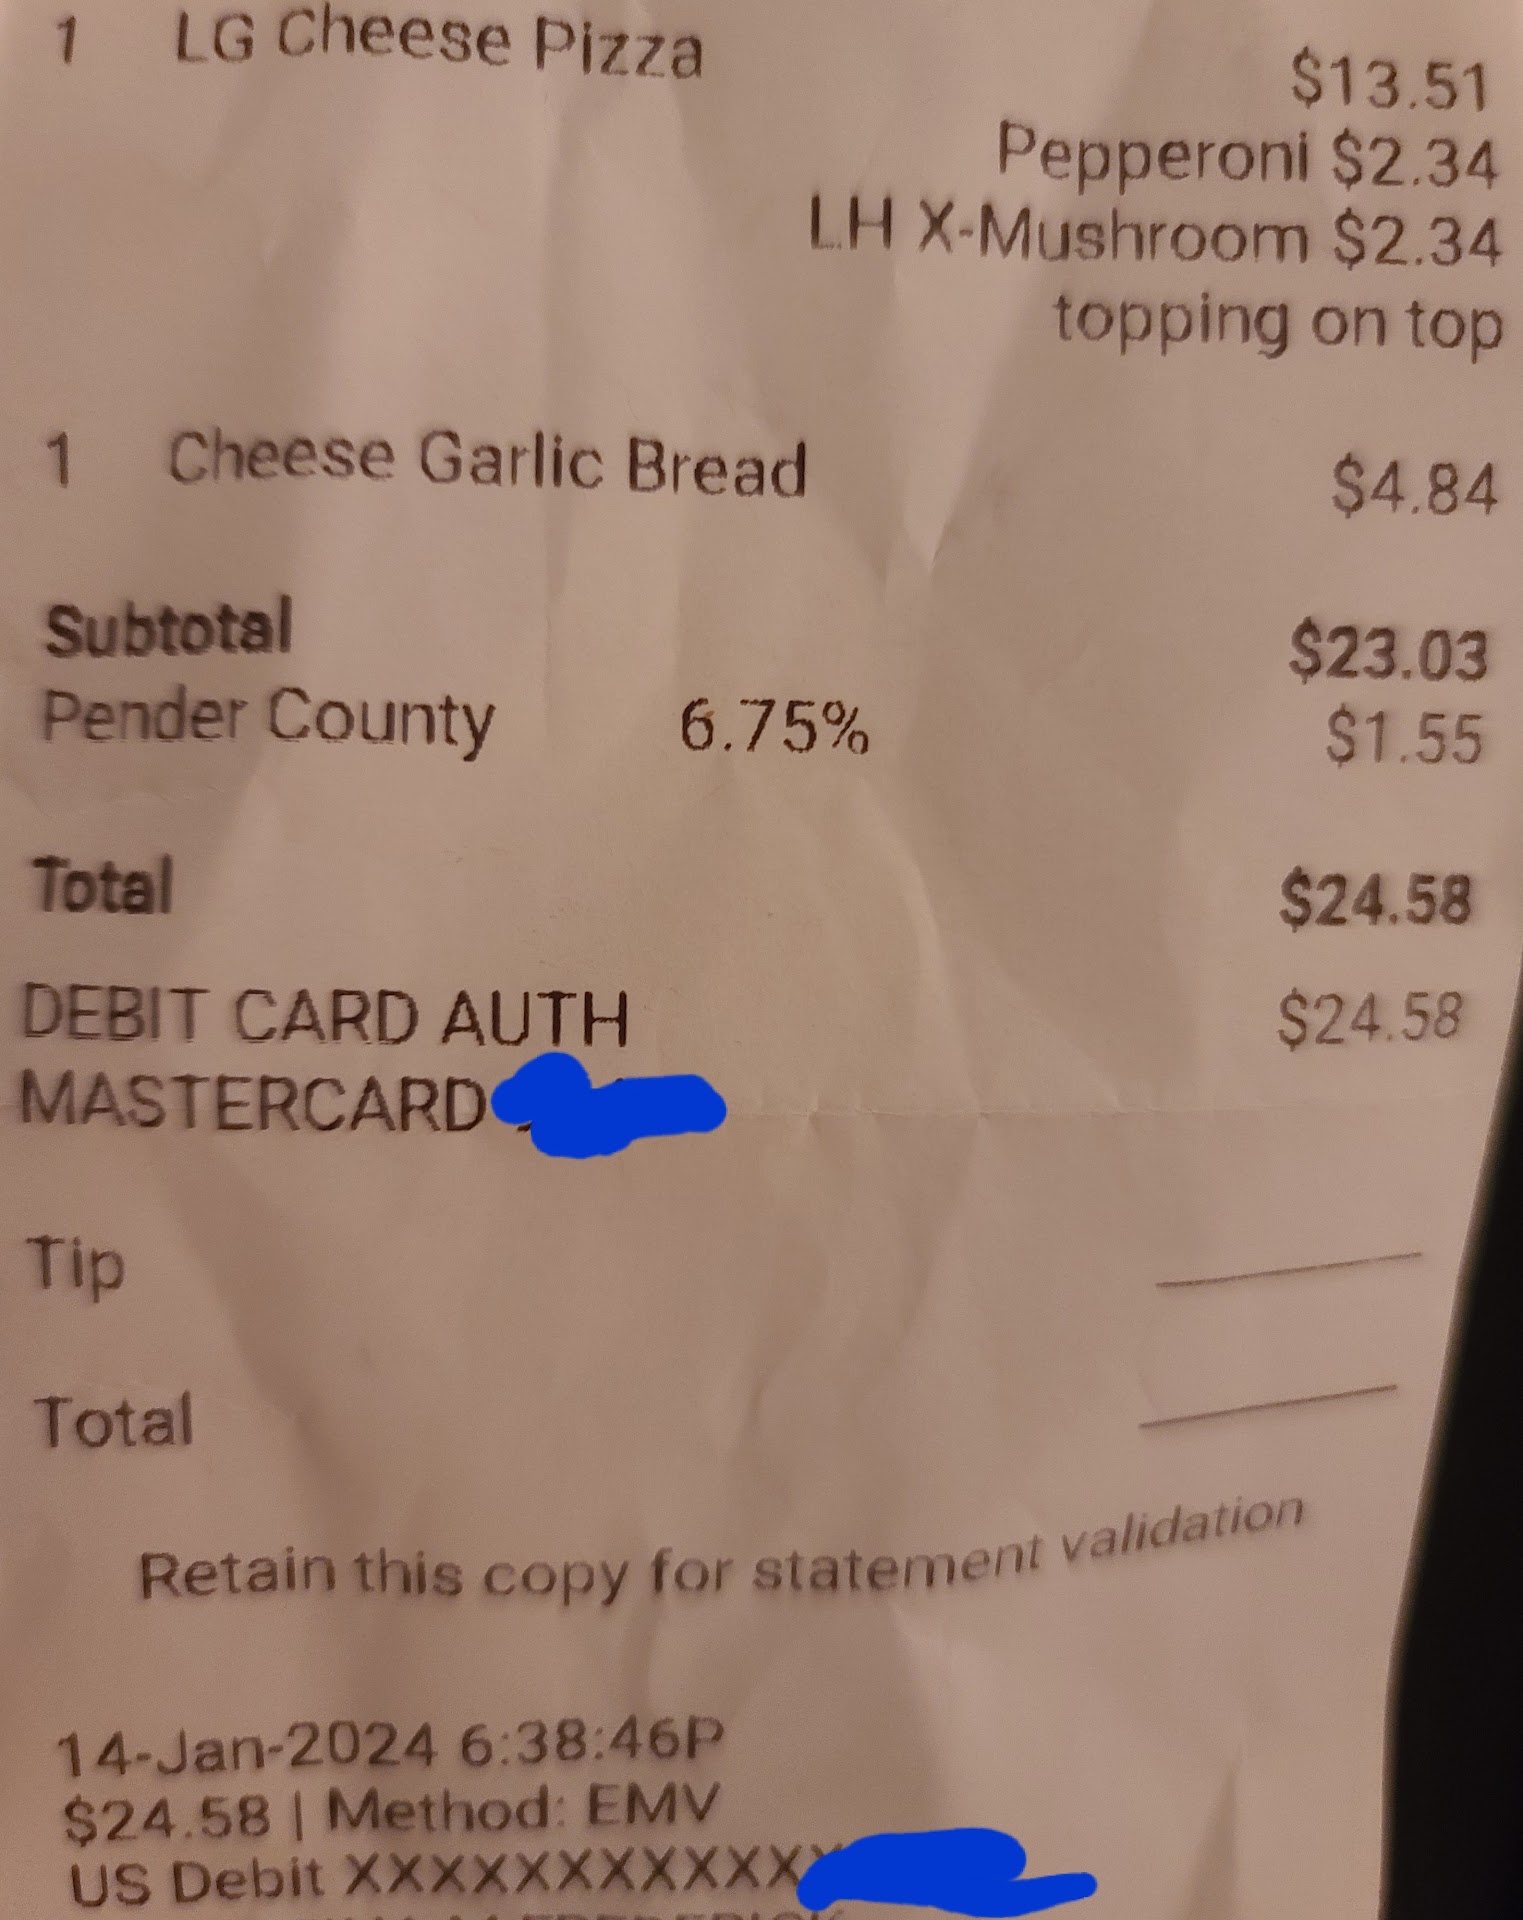 1 LG Cheese Pizza
$13.51
Pepperoni $2.34
LH X-Mushroom $2.34
topping on top
1 Cheese Garlic Bread $4.84
Subtotal $23.03
Pender County 6.75% $1.55
Total $24.58
DEBIT CARD AUTH $24.58
MASTERCARD
Tip
Total
Retain this copy for statement validation
14-Jan-2024 6:38:46P
$24.58 | Method: EMV
US Debit XXXXXXXXXXXX